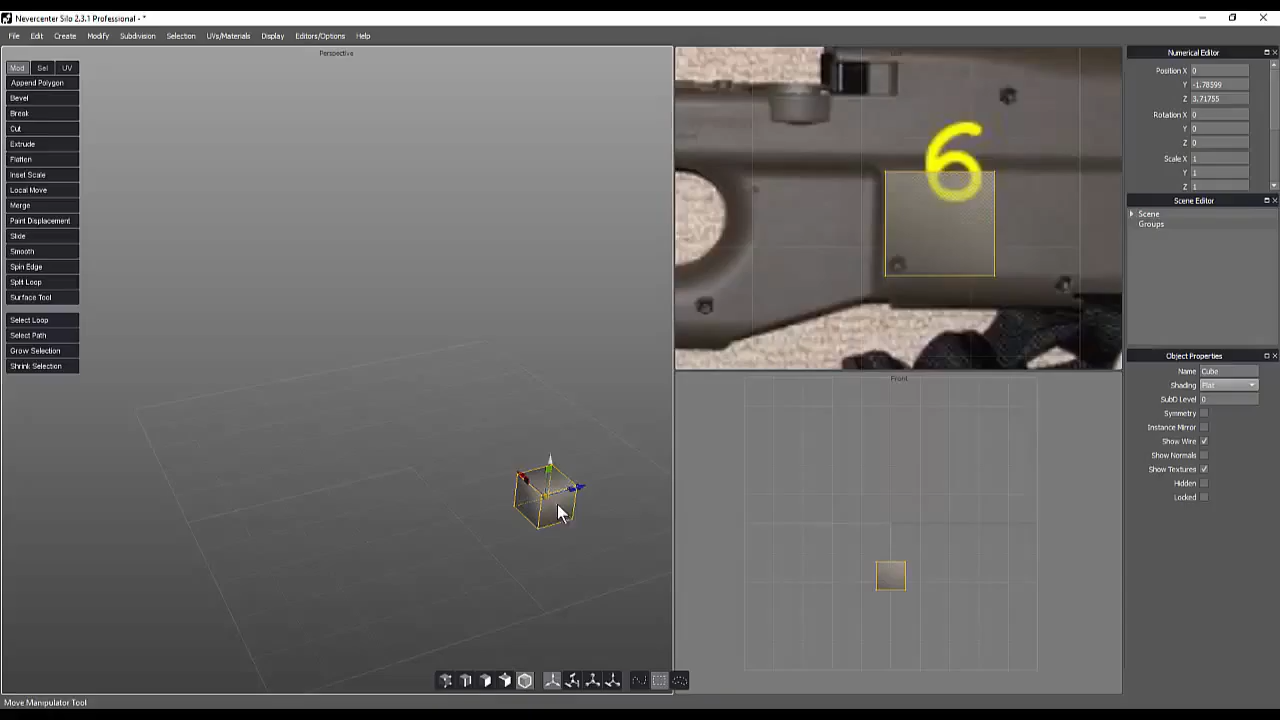 Nevercenter Silo 2.3.1 Professional - *
File Edit Create Modify Subdivision Selection UVs/Materials Display Editors/Options Help
Perspective
Mod Sel UV
Append Polygon
Bevel
Break
Cut
Extrude
Flatten
Inset Scale
Local Move
Merge
Paint Displacement
Slide
Smooth
Spin Edge
Split Loop
Surface Tool
Select Loop
Select Path
Grow Selection
Shrink Selection
6
Front
Numerical Editor
Position X 0
Y -1.78599
Z 3.71755
Rotation X 0
Y 0
Z 0
Scale X 1
Y 1
Z 1
Scene Editor
Scene
Groups
Object Properties
Name Cube
Shading Flat
SubD Level 0
Symmetry
Instance Mirror
Show Wire
Show Normals
Show Textures
Hidden
Locked
Move Manipulator Tool